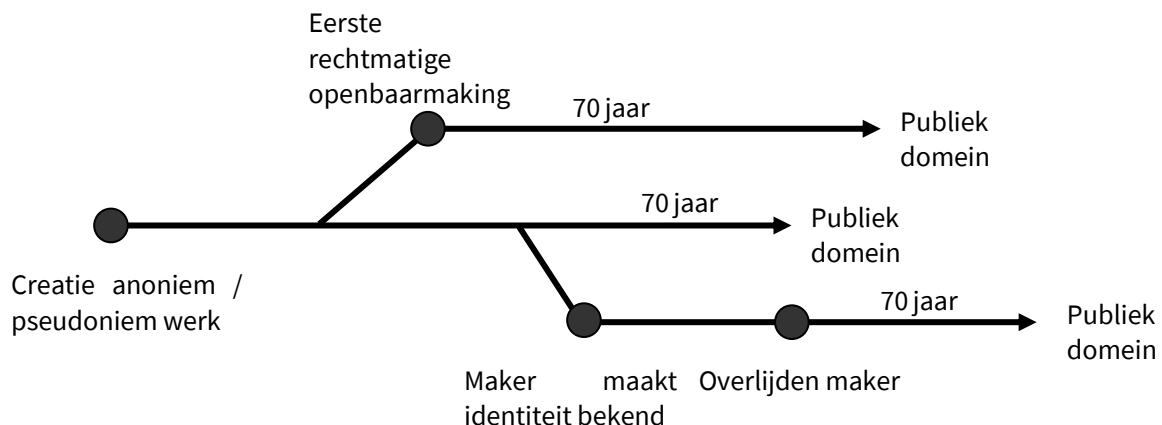 Eerste
rechtmatige
openbaarmaking
70 jaar
Publiek
domein
70 jaar
Publiek
domein
Creatie anoniem /
pseudoniem werk
70 jaar
Publiek
domein
Maker maakt
identiteit bekend
Overlijden maker